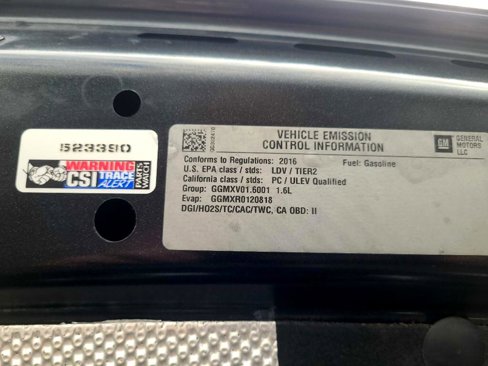 523390
WARNING
CSI TRACK
ALERT
PARTS
WATCH
VEHICLE EMISSION
CONTROL INFORMATION
GM
GENERAL
MOTORS
LLC
Conforms to Regulations: 2016 Fuel: Gasoline
U.S. EPA class / stds: LDV / TIER2
California class / stds: PC / ULEV Qualified
Group: GGMXV01.6001 1.6L
Evap: GGMXR0120818
DGI/HO2S/TC/CAC/TWC, CA OBD: II